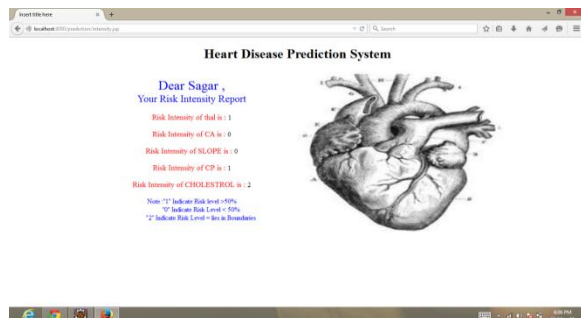 Insert title here
localhost:8080/prediction/intensity.jsp
Search
Heart Disease Prediction System
Dear Sagar ,
Your Risk Intensity Report
Risk Intensity of thal is : 1
Risk Intensity of CA is : 0
Risk Intensity of SLOPE is : 0
Risk Intensity of CP is : 1
Risk Intensity of CHOLESTROL is : 2
Note :"1" Indicate Risk level >50%
"0" Indicate Risk Level < 50%
"2" Indicate Risk Level = lies in Boundaries
6:06 PM